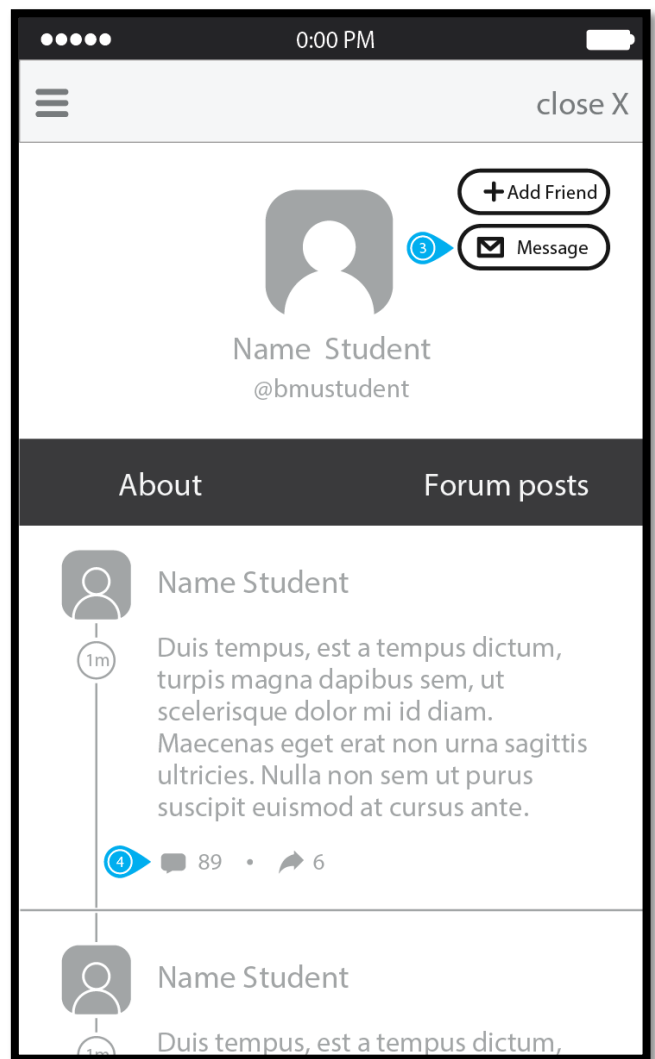 0:00 PM
close X
Add Friend
3
Message
Name Student
@bmustudent
About
Forum posts
Name Student
1m
Duis tempus, est a tempus dictum,
turpis magna dapibus sem, ut
scelerisque dolor mi id diam.
Maecenas eget erat non urna sagittis
ultricies. Nulla non sem ut purus
suscipit euismod at cursus ante.
4
89 • 6
Name Student
1m
Duis tempus, est a tempus dictum,